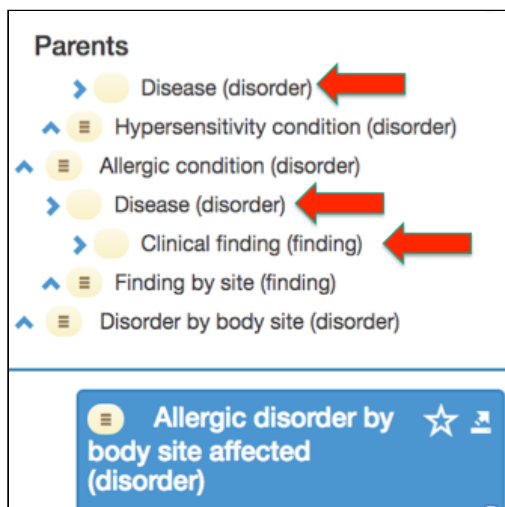 Parents
Disease (disorder)
Hypersensitivity condition (disorder)
Allergic condition (disorder)
Disease (disorder)
Clinical finding (finding)
Finding by site (finding)
Disorder by body site (disorder)
Allergic disorder by
body site affected
(disorder)